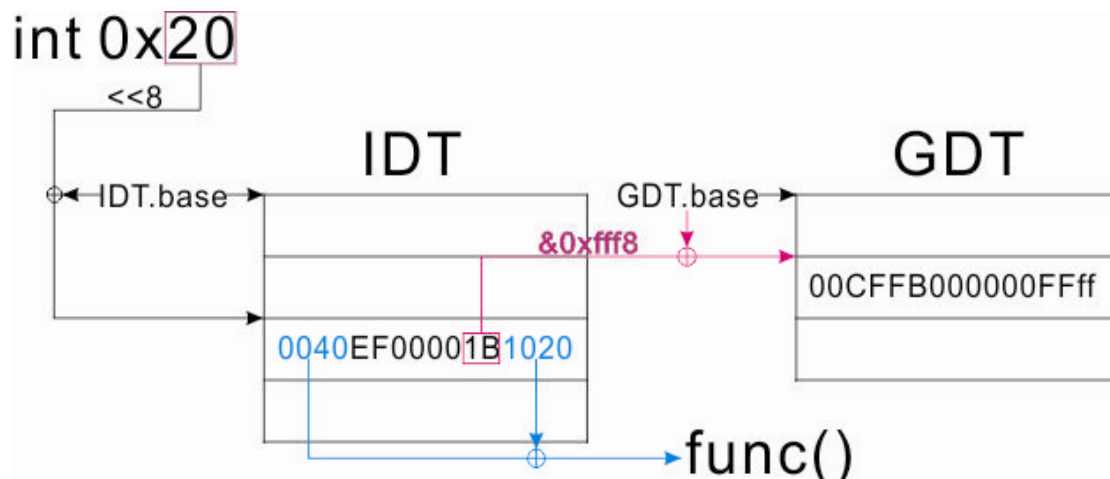 int 0x20
<<8
IDT
GDT
IDT.base
GDT.base
&0xfff8
00CFFB000000FFff
0040EF00001B1020
func()